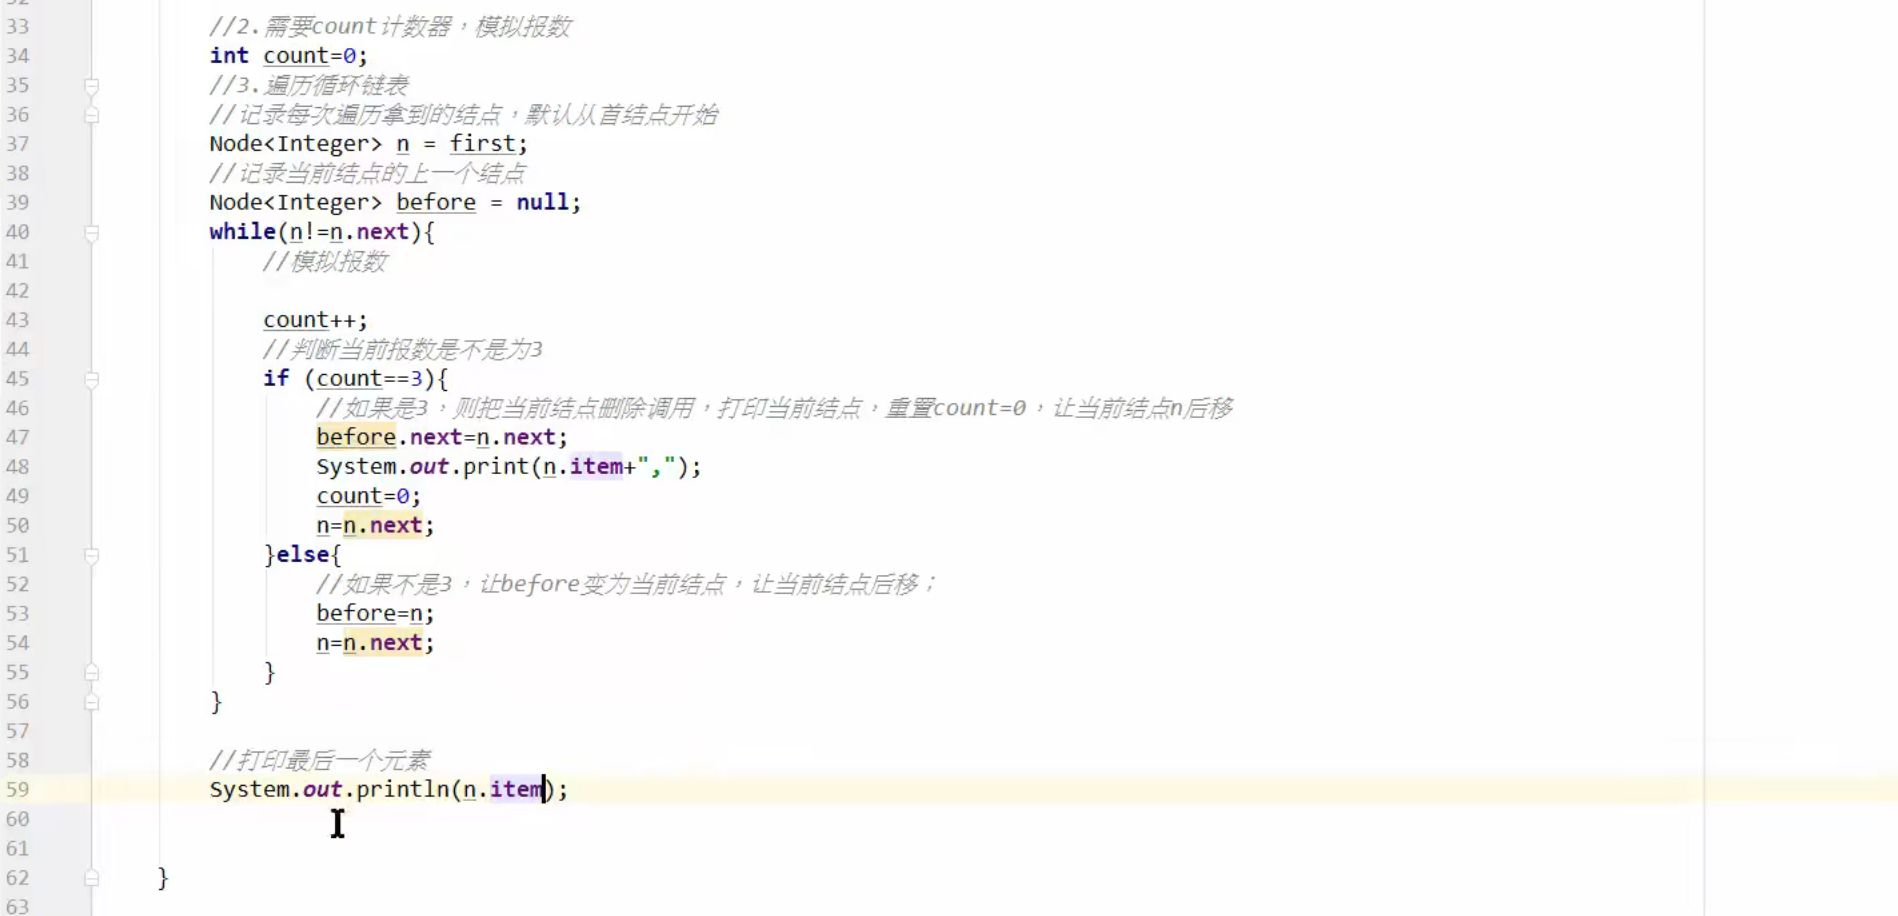 33 //2.需要count计数器，模拟报数
34 int count=0;
35 //3.遍历循环链表
36 //记录每次遍历拿到的结点，默认从首结点开始
37 Node<Integer> n = first;
38 //记录当前结点的上一个结点
39 Node<Integer> before = null;
40 while(n!=n.next){
41 //模拟报数
42
43 count++;
44 //判断当前报数是不是为3
45 if (count==3){
46 //如果是3，则把当前结点删除调用，打印当前结点，重置count=0，让当前结点n后移
47 before.next=n.next;
48 System.out.print(n.item+",");
49 count=0;
50 n=n.next;
51 }else{
52 //如果不是3，让before变为当前结点，让当前结点后移；
53 before=n;
54 n=n.next;
55 }
56 }
57
58 //打印最后一个元素
59 System.out.println(n.item);
60
61
62 }
63